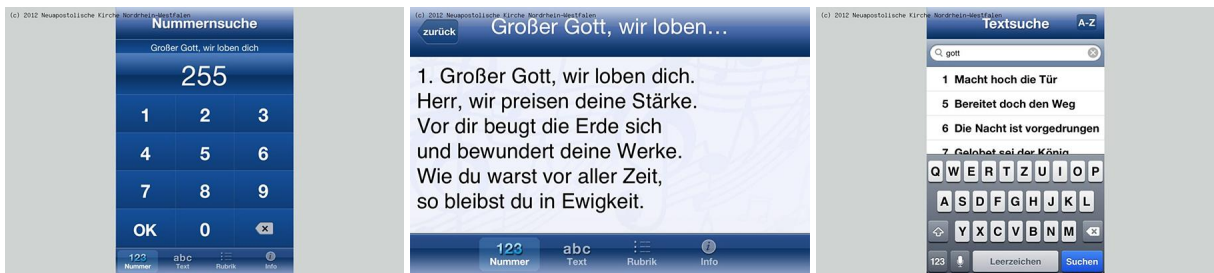 (c) 2012 Neuapostolische Kirche Nordrhein-Westfalen
Nummernsuche
Großer Gott, wir loben dich
255
1 2 3
4 5 6
7 8 9
OK 0
123 abc
Nummer Text Rubrik Info
(c) 2012 Neuapostolische Kirche Nordrhein-Westfalen
zurück Großer Gott, wir loben…
1. Großer Gott, wir loben dich.
Herr, wir preisen deine Stärke.
Vor dir beugt die Erde sich
und bewundert deine Werke.
Wie du warst vor aller Zeit,
so bleibst du in Ewigkeit.
123 abc
Nummer Text Rubrik Info
(c) 2012 Neuapostolische Kirche Nordrhein-Westfalen
Textsuche A-Z
gott
1 Macht hoch die Tür
5 Bereitet doch den Weg
6 Die Nacht ist vorgedrungen
7 Gelobet sei der König
Q W E R T Z U I O P
A S D F G H J K L
Y X C V B N M
123 Leerzeichen Suchen